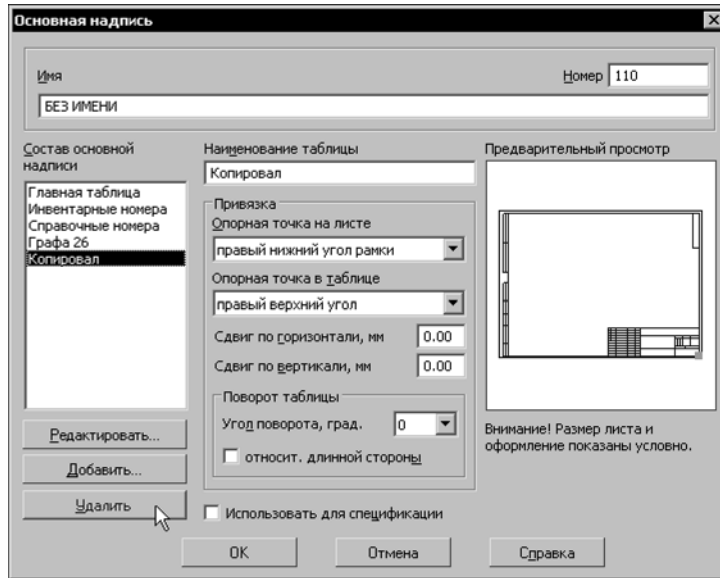 Основная надпись
Имя
Номер 110
БЕЗ ИМЕНИ
Состав основной
надписи
Главная таблица
Инвентарные номера
Справочные номера
Графа 26
Копировал
Редактировать...
Добавить...
Удалить
Наименование таблицы
Копировал
Привязка
Опорная точка на листе
правый нижний угол рамки
Опорная точка в таблице
правый верхний угол
Сдвиг по горизонтали, мм 0.00
Сдвиг по вертикали, мм 0.00
Поворот таблицы
Угол поворота, град. 0
относит. длинной стороны
Использовать для спецификации
Предварительный просмотр
Внимание! Размер листа и
оформление показаны условно.
OK
Отмена
Справка